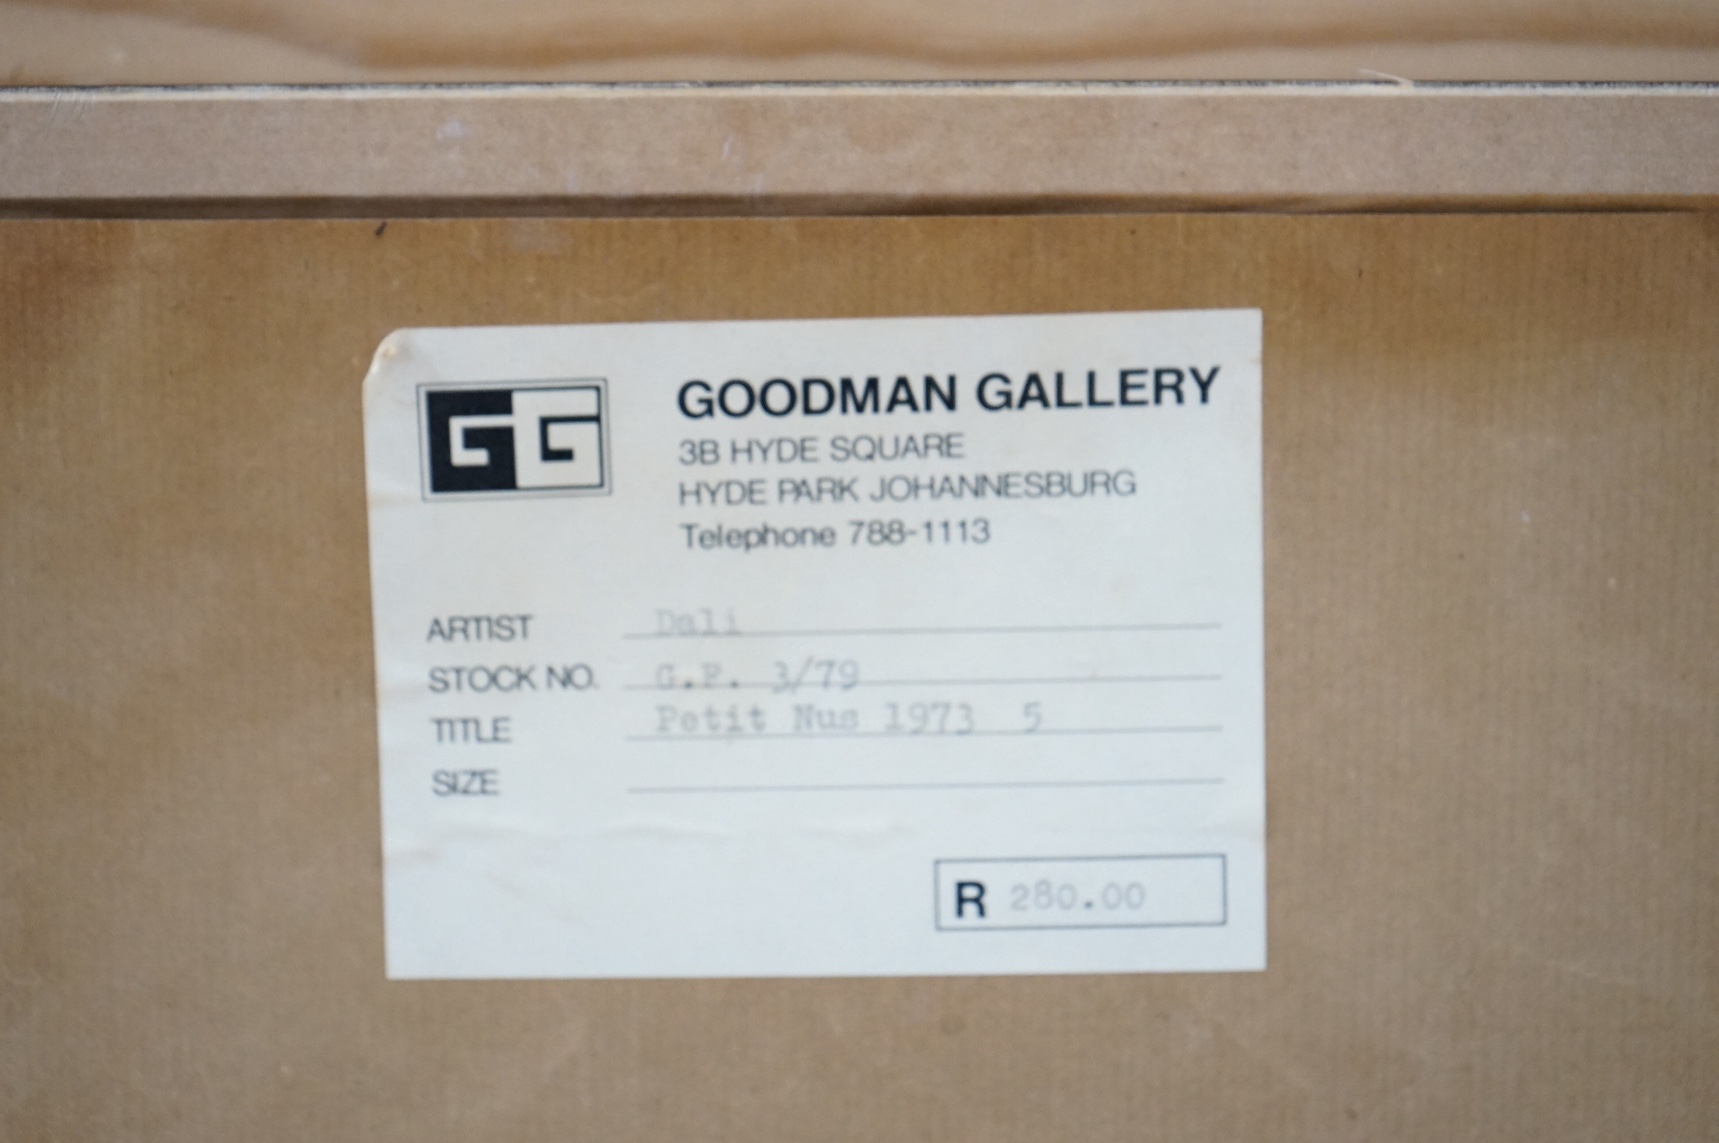 GG
GOODMAN GALLERY
3B HYDE SQUARE
HYDE PARK JOHANNESBURG
Telephone 788-1113
ARTIST Dali
STOCK NO. G.P. 3/79
TITLE Petit Nus 1973 5
SIZE
R 280.00